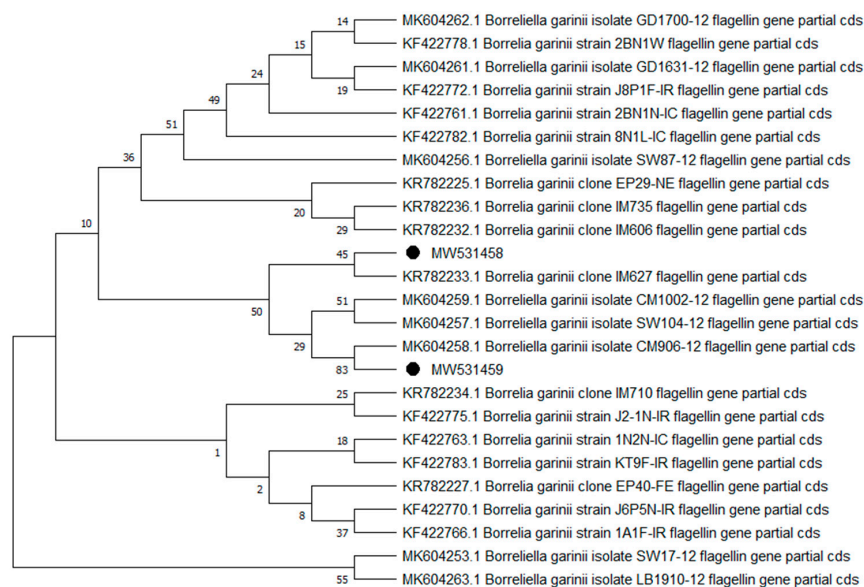 14 MK604262.1 Borreliella garinii isolate GD1700-12 flagellin gene partial cds
15 KF422778.1 Borrelia garinii strain 2BN1W flagellin gene partial cds
MK604261.1 Borreliella garinii isolate GD1631-12 flagellin gene partial cds
24
19 KF422772.1 Borrelia garinii strain J8P1F-IR flagellin gene partial cds
49 KF422761.1 Borrelia garinii strain 2BN1N-IC flagellin gene partial cds
51 KF422782.1 Borrelia garinii strain 8N1L-IC flagellin gene partial cds
36 MK604256.1 Borreliella garinii isolate SW87-12 flagellin gene partial cds
KR782225.1 Borrelia garinii clone EP29-NE flagellin gene partial cds
20 KR782236.1 Borrelia garinii clone IM735 flagellin gene partial cds
10 29 KR782232.1 Borrelia garinii clone IM606 flagellin gene partial cds
45 MW531458
KR782233.1 Borrelia garinii clone IM627 flagellin gene partial cds
50 51 MK604259.1 Borreliella garinii isolate CM1002-12 flagellin gene partial cds
MK604257.1 Borreliella garinii isolate SW104-12 flagellin gene partial cds
29 MK604258.1 Borreliella garinii isolate CM906-12 flagellin gene partial cds
83 MW531459
25 KR782234.1 Borrelia garinii clone IM710 flagellin gene partial cds
KF422775.1 Borrelia garinii strain J2-1N-IR flagellin gene partial cds
1 18 KF422763.1 Borrelia garinii strain 1N2N-IC flagellin gene partial cds
KF422783.1 Borrelia garinii strain KT9F-IR flagellin gene partial cds
2 KR782227.1 Borrelia garinii clone EP40-FE flagellin gene partial cds
8 KF422770.1 Borrelia garinii strain J6P5N-IR flagellin gene partial cds
37 KF422766.1 Borrelia garinii strain 1A1F-IR flagellin gene partial cds
MK604253.1 Borreliella garinii isolate SW17-12 flagellin gene partial cds
55 MK604263.1 Borreliella garinii isolate LB1910-12 flagellin gene partial cds